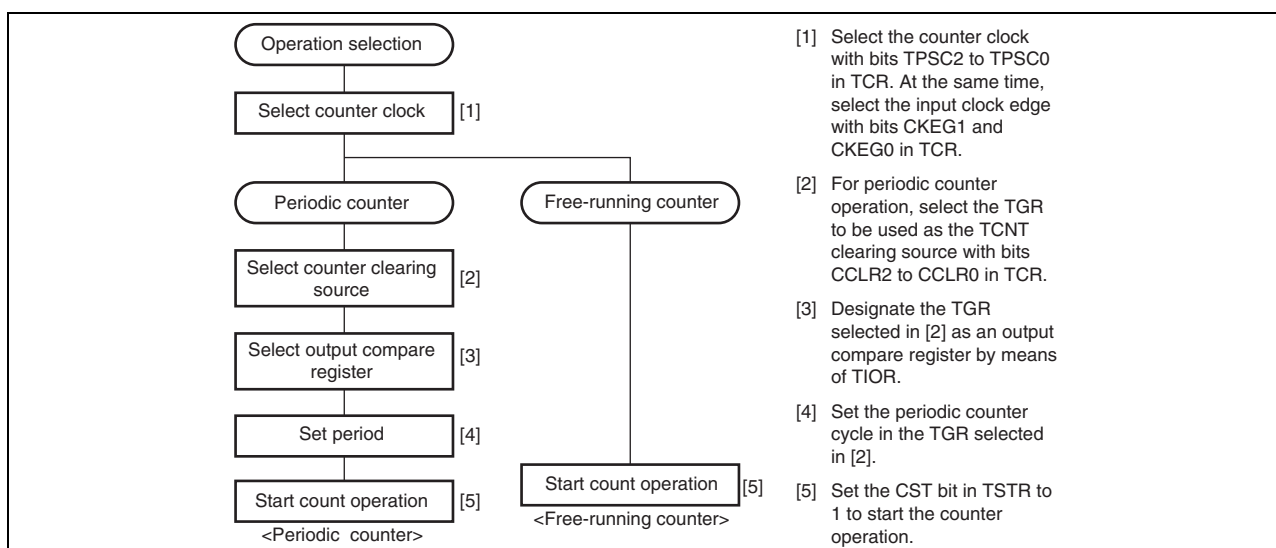 Operation selection
Select counter clock
[1]
Periodic counter
Free-running counter
Select counter clearing
source
[2]
Select output compare
register
[3]
Set period
[4]
Start count operation
[5]
<Periodic counter>
Start count operation
[5]
<Free-running counter>
[1] Select the counter clock
with bits TPSC2 to TPSC0
in TCR. At the same time,
select the input clock edge
with bits CKEG1 and
CKEG0 in TCR.
[2] For periodic counter
operation, select the TGR
to be used as the TCNT
clearing source with bits
CCLR2 to CCLR0 in TCR.
[3] Designate the TGR
selected in [2] as an output
compare register by means
of TIOR.
[4] Set the periodic counter
cycle in the TGR selected
in [2].
[5] Set the CST bit in TSTR to
1 to start the counter
operation.